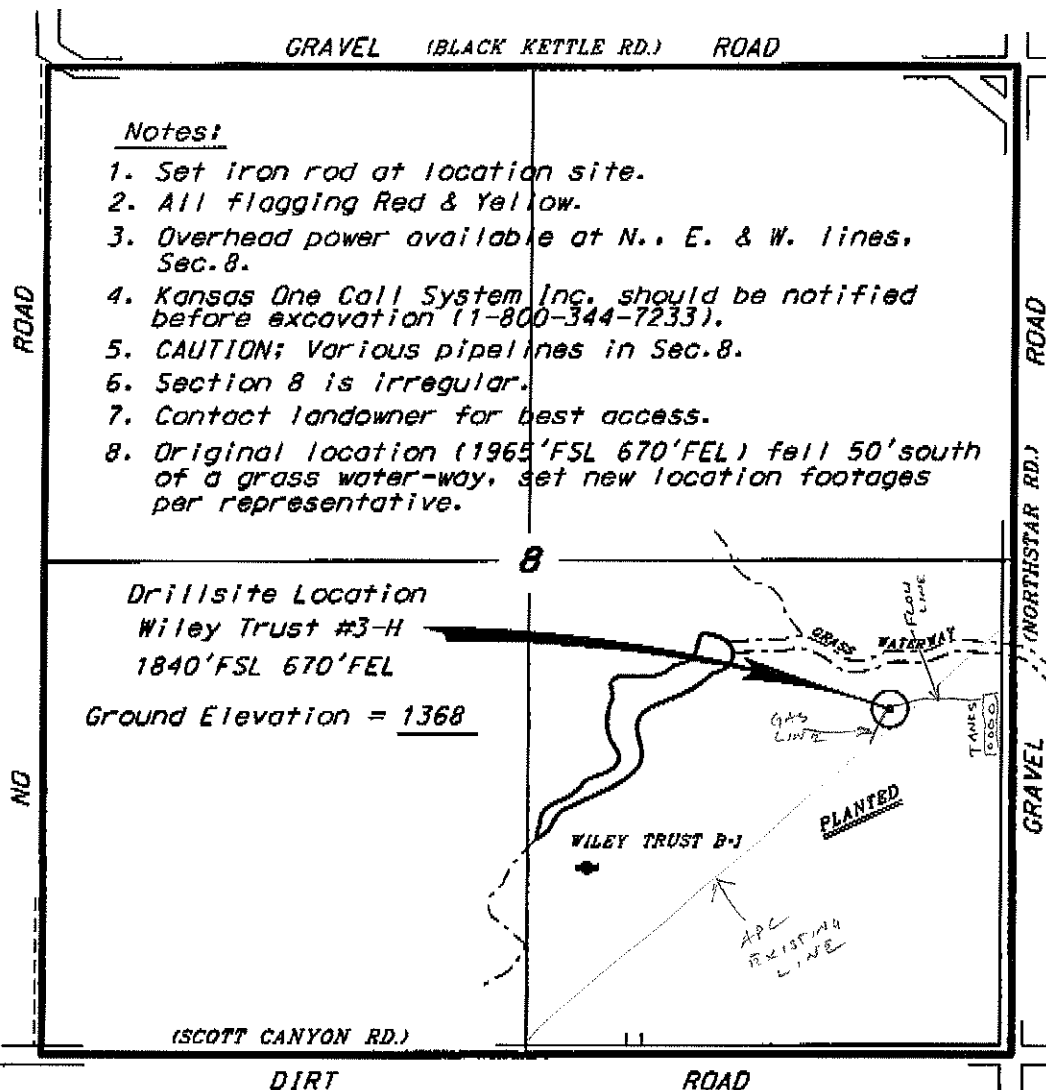 GRAVEL (BLACK KETTLE RD.) ROAD
Notes:
1. Set iron rod at location site.
2. All flagging Red & Yellow.
3. Overhead power available at N., E. & W. lines,
Sec.8.
4. Kansas One Call System Inc. should be notified
before excavation (1-800-344-7233).
5. CAUTION: Various pipelines in Sec.8.
6. Section 8 is irregular.
7. Contact landowner for best access.
8. Original location (1965'FSL 670'FEL) fell 50'south
of a grass water-way, set new location footages
per representative.
ROAD
NO
ROAD
(NORTHSTAR RD.)
GRAVEL
8
Drillsite Location
Wiley Trust #3-H
1840'FSL 670'FEL
Ground Elevation = 1368
GRASS WATERWAY
FLOW
LINE
GAS
LINE
TANKS
0000
PLANTED
WILEY TRUST B-1
APC
EXISTING
LINE
(SCOTT CANYON RD.)
DIRT ROAD